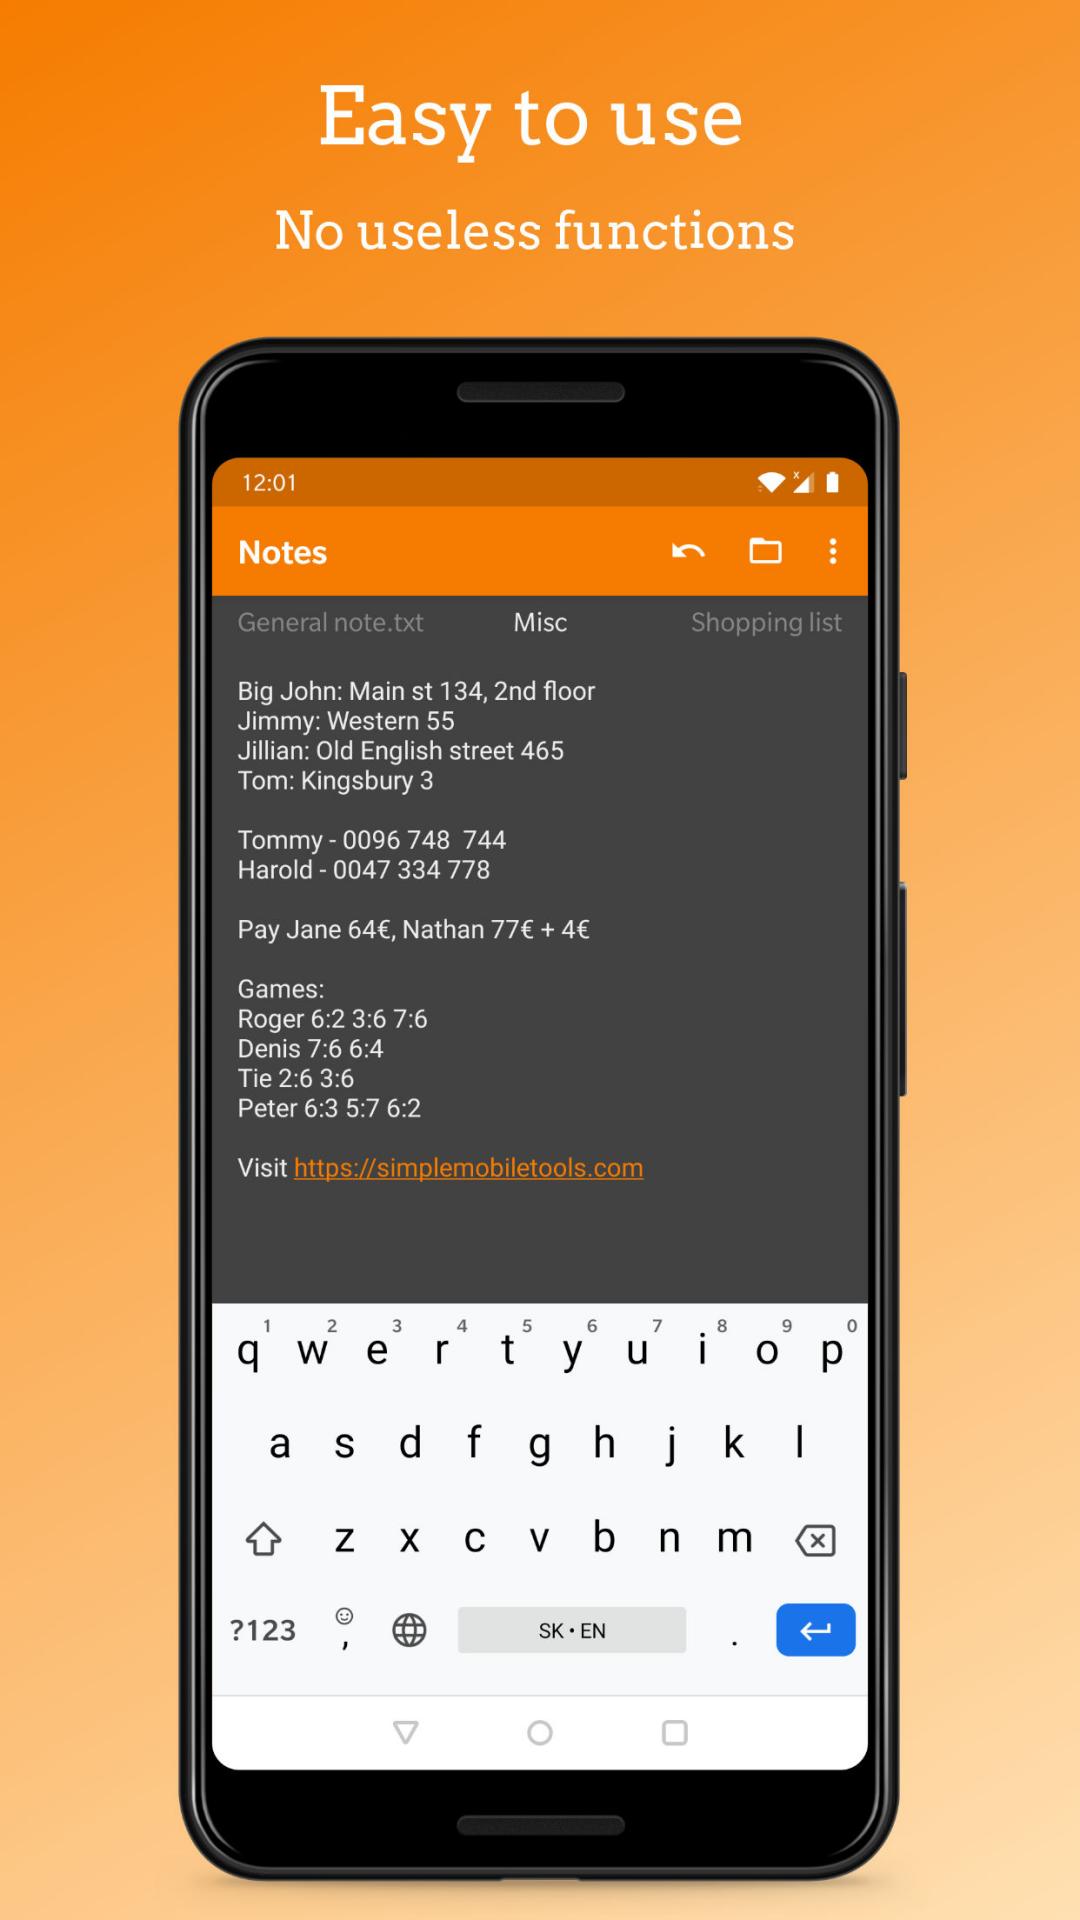 Easy to use
No useless functions
12:01
Notes
General note.txt Misc Shopping list
Big John: Main st 134, 2nd floor
Jimmy: Western 55
Jillian: Old English street 465
Tom: Kingsbury 3
Tommy - 0096 748  744
Harold - 0047 334 778
Pay Jane 64€, Nathan 77€ + 4€
Games:
Roger 6:2 3:6 7:6
Denis 7:6 6:4
Tie 2:6 3:6
Peter 6:3 5:7 6:2
Visit https://simplemobiletools.com
1 2 3 4 5 6 7 8 9 0
q w e r t y u i o p
a s d f g h j k l
z x c v b n m
?123 , SK • EN .